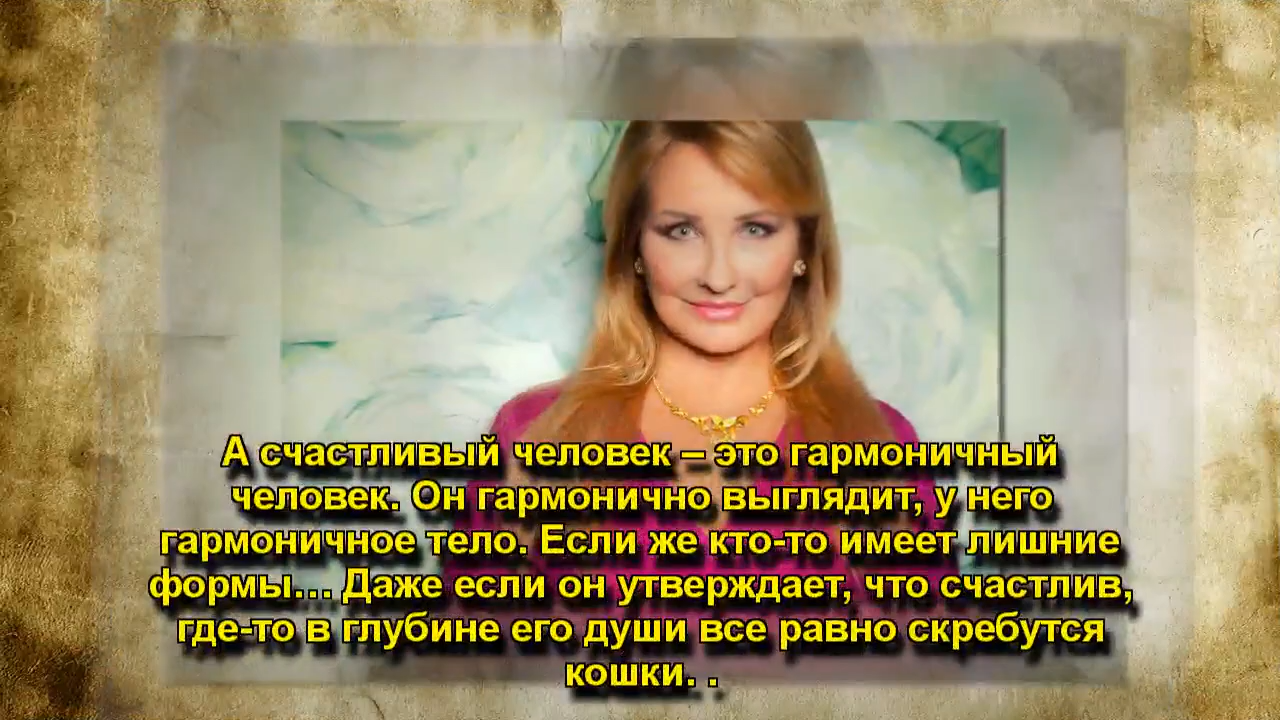 А счастливый человек – это гармоничный
человек. Он гармонично выглядит, у него
гармоничное тело. Если же кто-то имеет лишние
формы... Даже если он утверждает, что счастлив,
где-то в глубине его души все равно скребутся
кошки. .